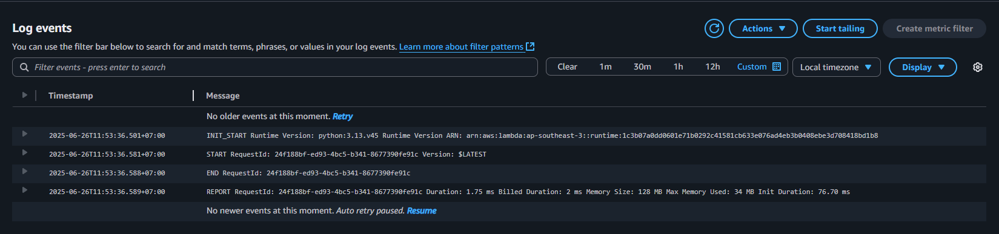 Log events
Actions
Start tailing
Create metric filter
You can use the filter bar below to search for and match terms, phrases, or values in your log events. Learn more about filter patterns
Filter events - press enter to search
Clear 1m 30m 1h 12h Custom
Local timezone
Display
Timestamp Message
No older events at this moment. Retry
2025-06-26T11:53:36.501+07:00 INIT_START Runtime Version: python:3.13.v45 Runtime Version ARN: arn:aws:lambda:ap-southeast-3::runtime:1c3b07a0dd0601e71b0292c41581cb633e076ad4eb3b0408ebe3d708418bd1b8
2025-06-26T11:53:36.581+07:00 START RequestId: 24f188bf-ed93-4bc5-b341-8677390fe91c Version: $LATEST
2025-06-26T11:53:36.588+07:00 END RequestId: 24f188bf-ed93-4bc5-b341-8677390fe91c
2025-06-26T11:53:36.589+07:00 REPORT RequestId: 24f188bf-ed93-4bc5-b341-8677390fe91c Duration: 1.75 ms Billed Duration: 2 ms Memory Size: 128 MB Max Memory Used: 34 MB Init Duration: 76.70 ms
No newer events at this moment. Auto retry paused. Resume